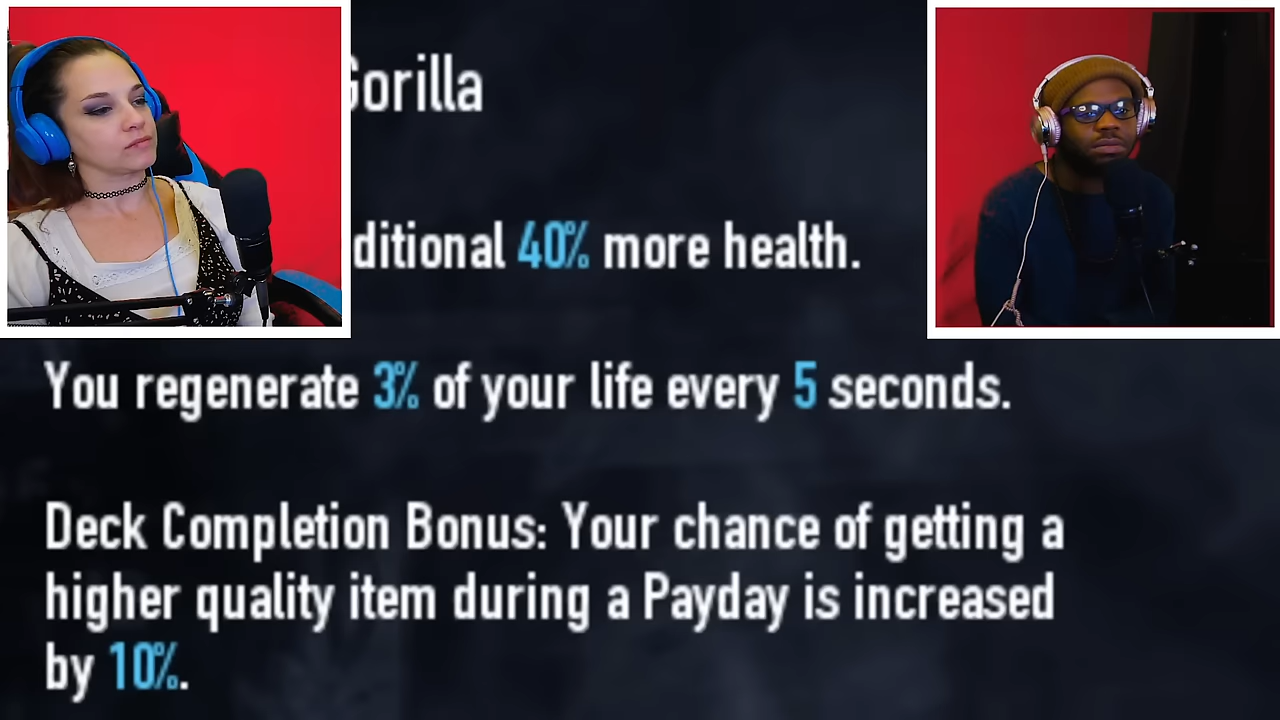 Gorilla
ditional 40% more health.
You regenerate 3% of your life every 5 seconds.
Deck Completion Bonus: Your chance of getting a
higher quality item during a Payday is increased
by 10%.